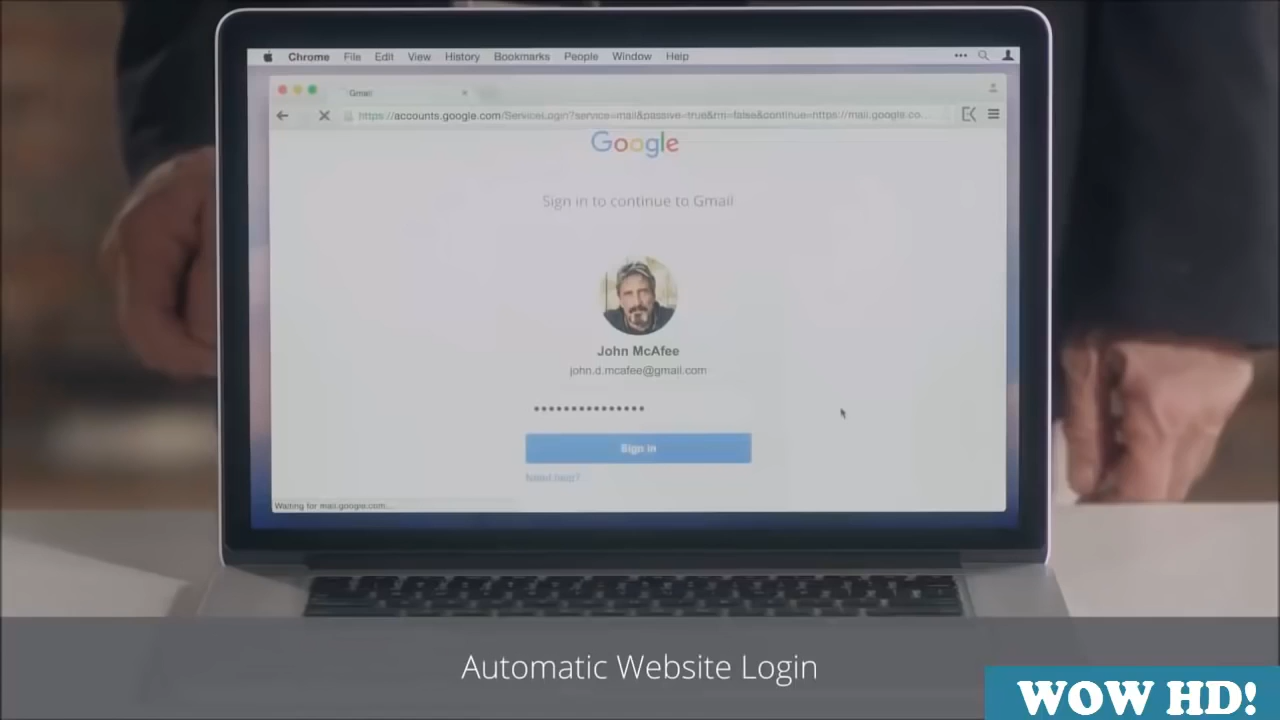 Chrome File Edit View History Bookmarks People Window Help
Gmail
https://accounts.google.com/ServiceLogin?service=mail&passive=true&rm=false&continue=https://mail.google.co...
Google
Sign in to continue to Gmail
John McAfee
john.d.mcafee@gmail.com
Sign in
Need help?
Waiting for mail.google.com...
Automatic Website Login
WOW HD!